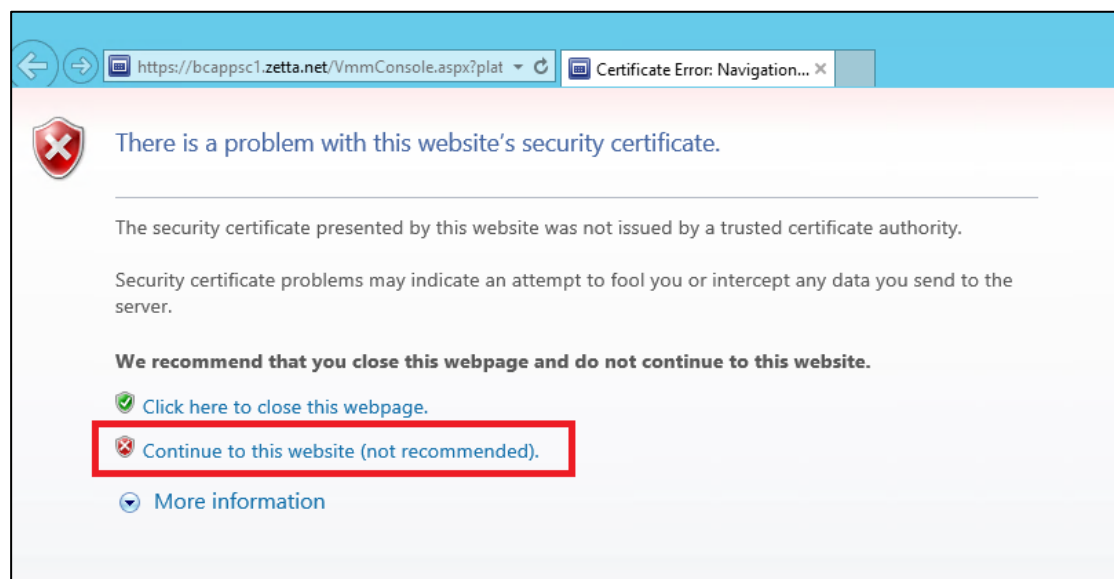 https://bcappsc1.zetta.net/VmmConsole.aspx?plat
Certificate Error: Navigation...
There is a problem with this website’s security certificate.
The security certificate presented by this website was not issued by a trusted certificate authority.
Security certificate problems may indicate an attempt to fool you or intercept any data you send to the
server.
We recommend that you close this webpage and do not continue to this website.
Click here to close this webpage.
Continue to this website (not recommended).
More information